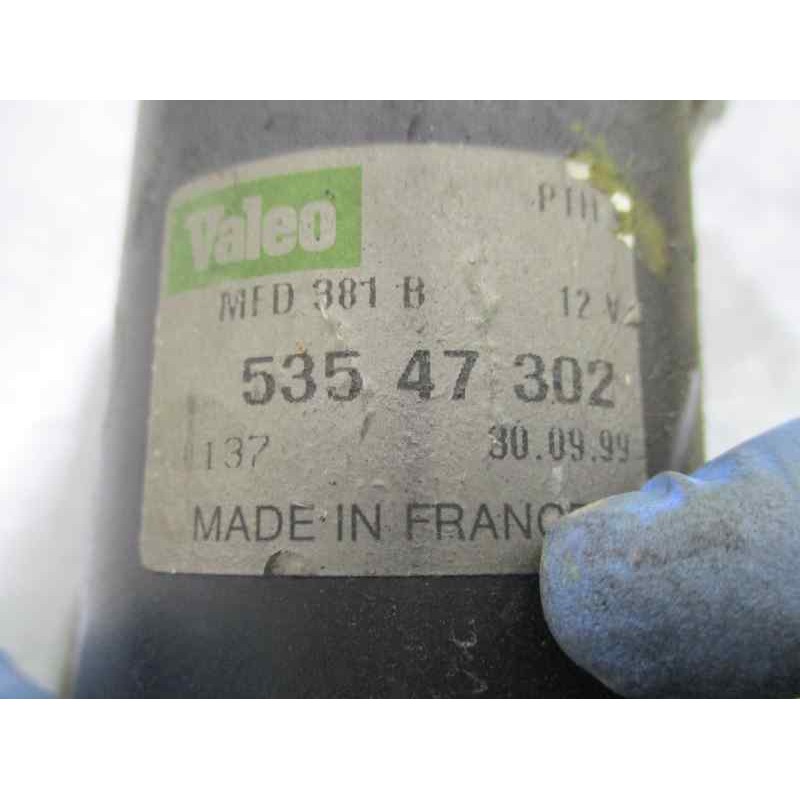 Valeo
MFD 381 B 12 V
535 47 302
137 30.09.99
MADE IN FRANCE